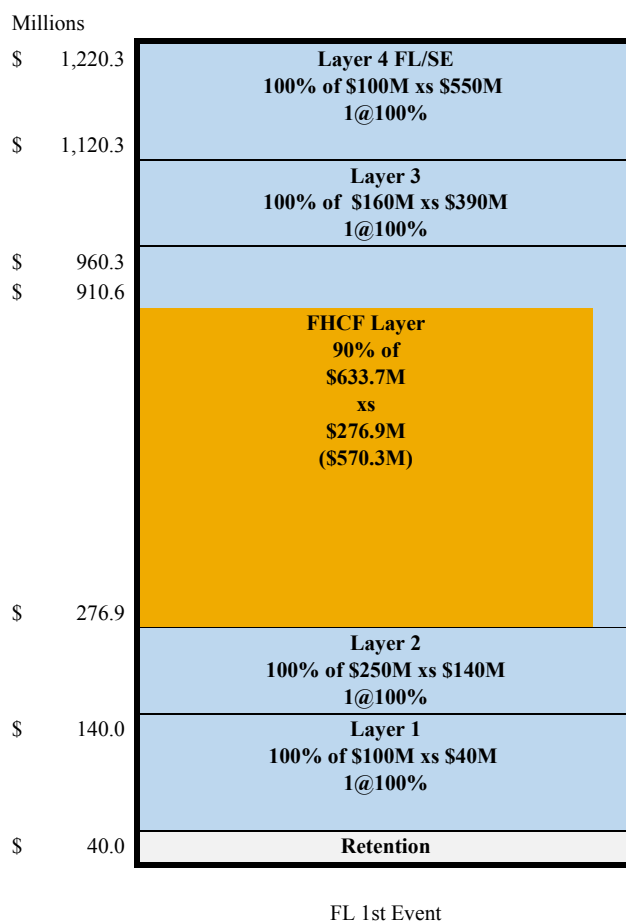 Millions
$ 1,220.3
Layer 4 FL/SE
100% of $100M xs $550M
1@100%
$ 1,120.3
Layer 3
100% of $160M xs $390M
1@100%
$ 960.3
$ 910.6
FHCF Layer
90% of
$633.7M
xs
$276.9M
($570.3M)
$ 276.9
Layer 2
100% of $250M xs $140M
1@100%
$ 140.0
Layer 1
100% of $100M xs $40M
1@100%
$ 40.0
Retention
FL 1st Event